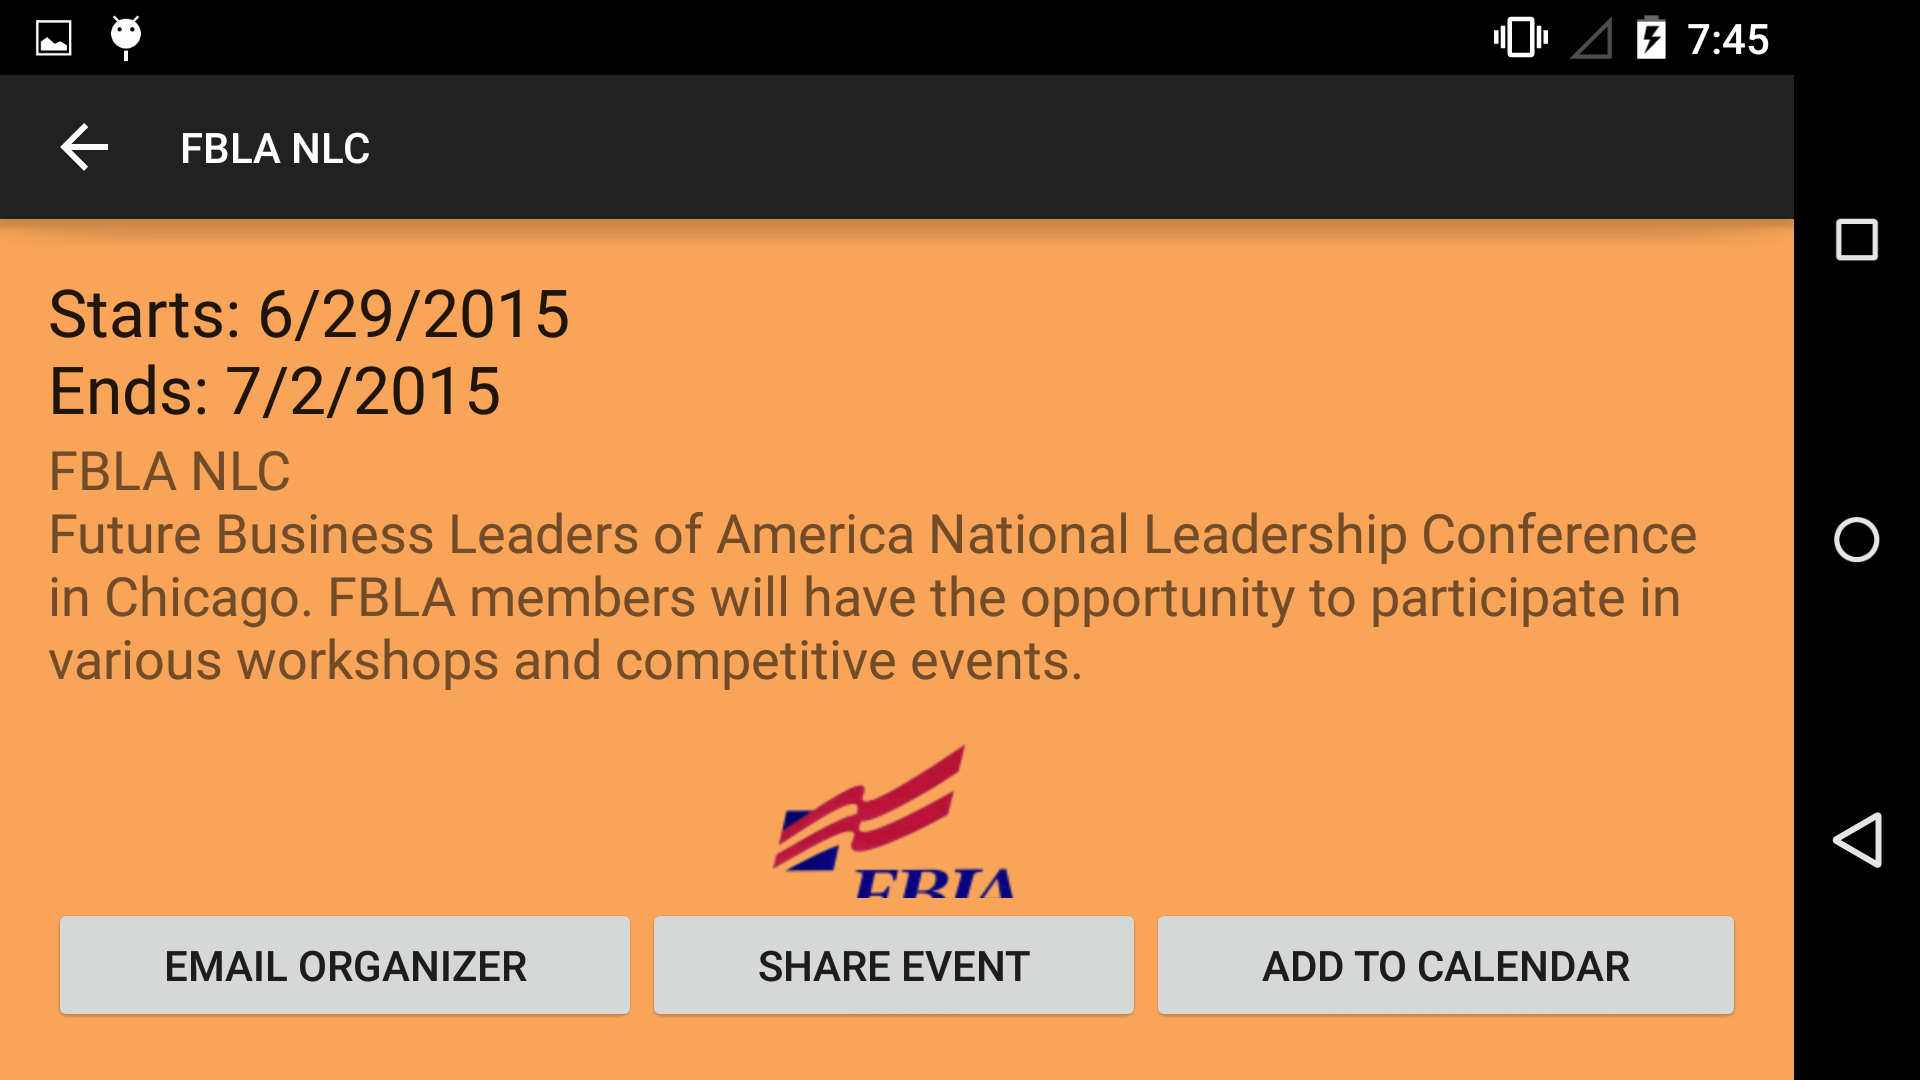 7:45
FBLA NLC
Starts: 6/29/2015
Ends: 7/2/2015
FBLA NLC
Future Business Leaders of America National Leadership Conference
in Chicago. FBLA members will have the opportunity to participate in
various workshops and competitive events.
FBLA
EMAIL ORGANIZER
SHARE EVENT
ADD TO CALENDAR